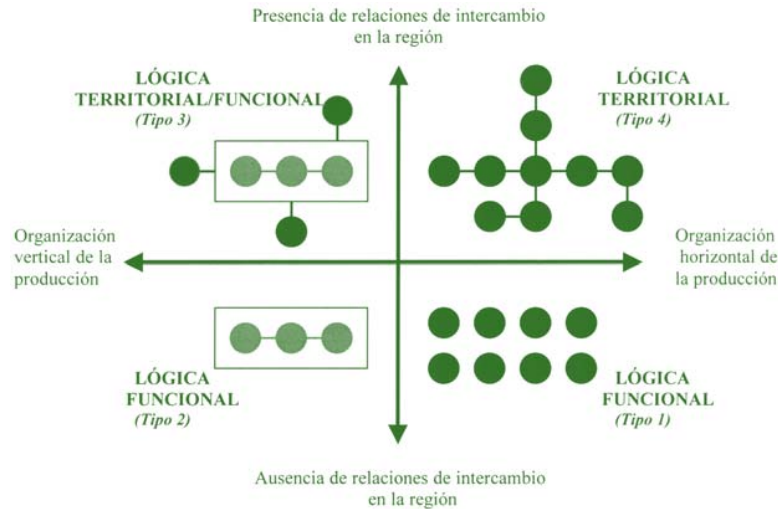 Presencia de relaciones de intercambio
en la región
LÓGICA
TERRITORIAL/FUNCIONAL
(Tipo 3)
LÓGICA
TERRITORIAL
(Tipo 4)
Organización
vertical de la
producción
Organización
horizontal de
la producción
LÓGICA
FUNCIONAL
(Tipo 2)
LÓGICA
FUNCIONAL
(Tipo 1)
Ausencia de relaciones de intercambio
en la región